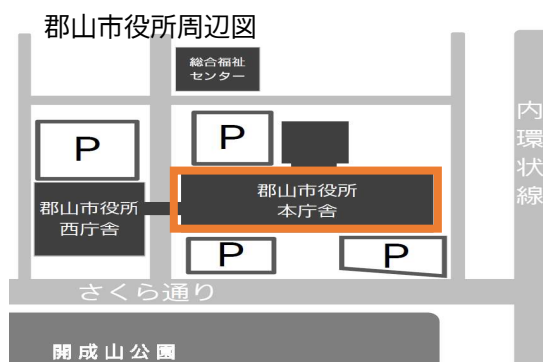 郡山市役所周辺図
総合福祉
センター
内環状線
P
P
郡山市役所
本庁舎
郡山市役所
西庁舎
P
P
さくら通り
開成山公園